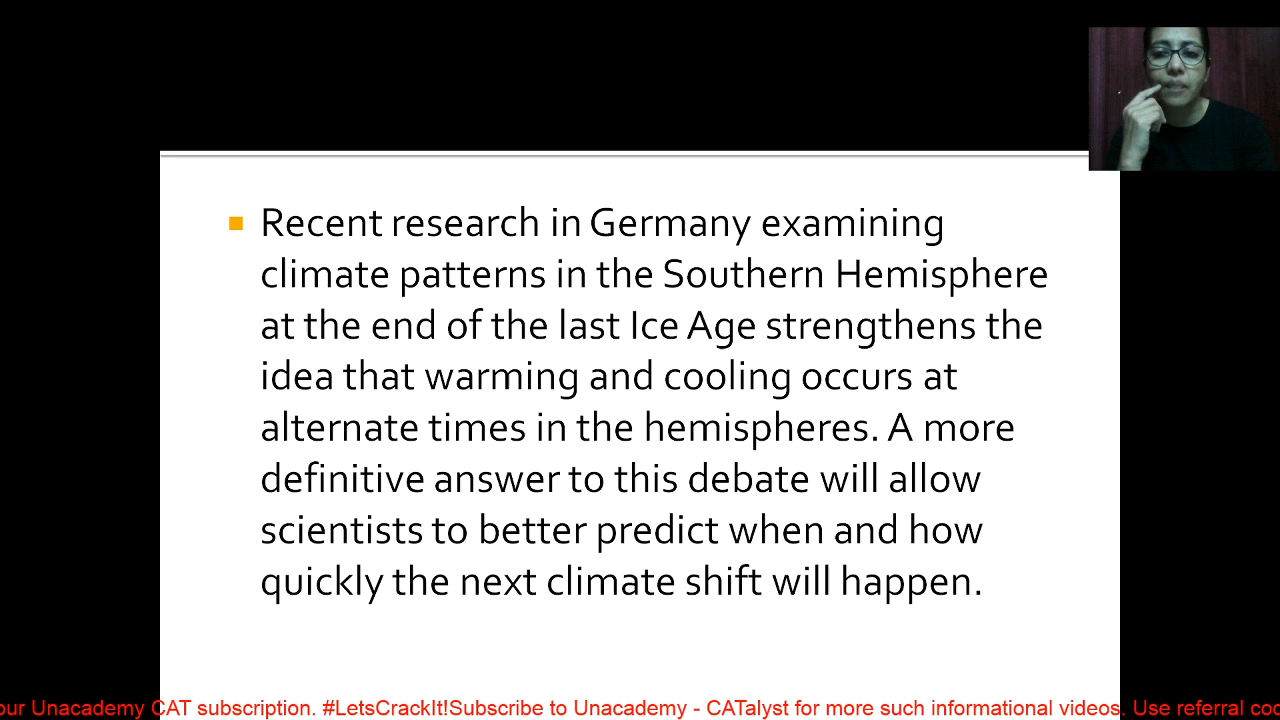 Recent research in Germany examining
climate patterns in the Southern Hemisphere
at the end of the last Ice Age strengthens the
idea that warming and cooling occurs at
alternate times in the hemispheres. A more
definitive answer to this debate will allow
scientists to better predict when and how
quickly the next climate shift will happen.
our Unacademy CAT subscription. #LetsCrackIt!Subscribe to Unacademy - CATalyst for more such informational videos. Use referral